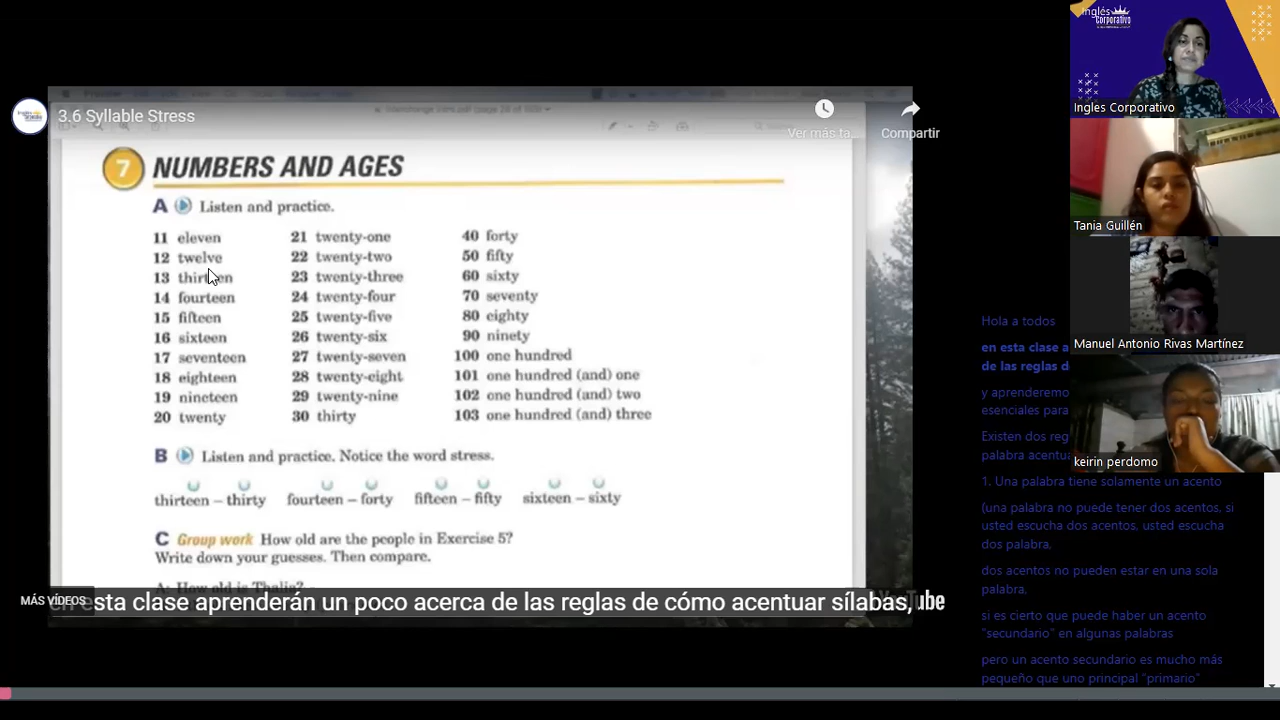 3.6 Syllable Stress
Ver más ta...
Compartir
7 NUMBERS AND AGES
A Listen and practice.
11 eleven 21 twenty-one 40 forty
12 twelve 22 twenty-two 50 fifty
13 thirteen 23 twenty-three 60 sixty
14 fourteen 24 twenty-four 70 seventy
15 fifteen 25 twenty-five 80 eighty
16 sixteen 26 twenty-six 90 ninety
17 seventeen 27 twenty-seven 100 one hundred
18 eighteen 28 twenty-eight 101 one hundred (and) one
19 nineteen 29 twenty-nine 102 one hundred (and) two
20 twenty 30 thirty 103 one hundred (and) three
B Listen and practice. Notice the word stress.
thirteen – thirty fourteen – forty fifteen – fifty sixteen – sixty
C Group work How old are the people in Exercise 5?
Write down your guesses. Then compare.
A: How old is Thalia?
MÁS VÍDEOS
esta clase aprenderán un poco acerca de las reglas de cómo acentuar sílabas,
Hola a todos
en esta clase a
de las reglas d
y aprenderemo
esenciales para
Existen dos reg
palabra acentu
1. Una palabra tiene solamente un acento
(una palabra no puede tener dos acentos, si
usted escucha dos acentos, usted escucha
dos palabra,
dos acentos no pueden estar en una sola
palabra,
si es cierto que puede haber un acento
"secundario" en algunas palabras
pero un acento secundario es mucho más
pequeño que uno principal "primario"
Inglés
Corporativo
Ingles Corporativo
Tania Guillén
Manuel Antonio Rivas Martínez
keirin perdomo